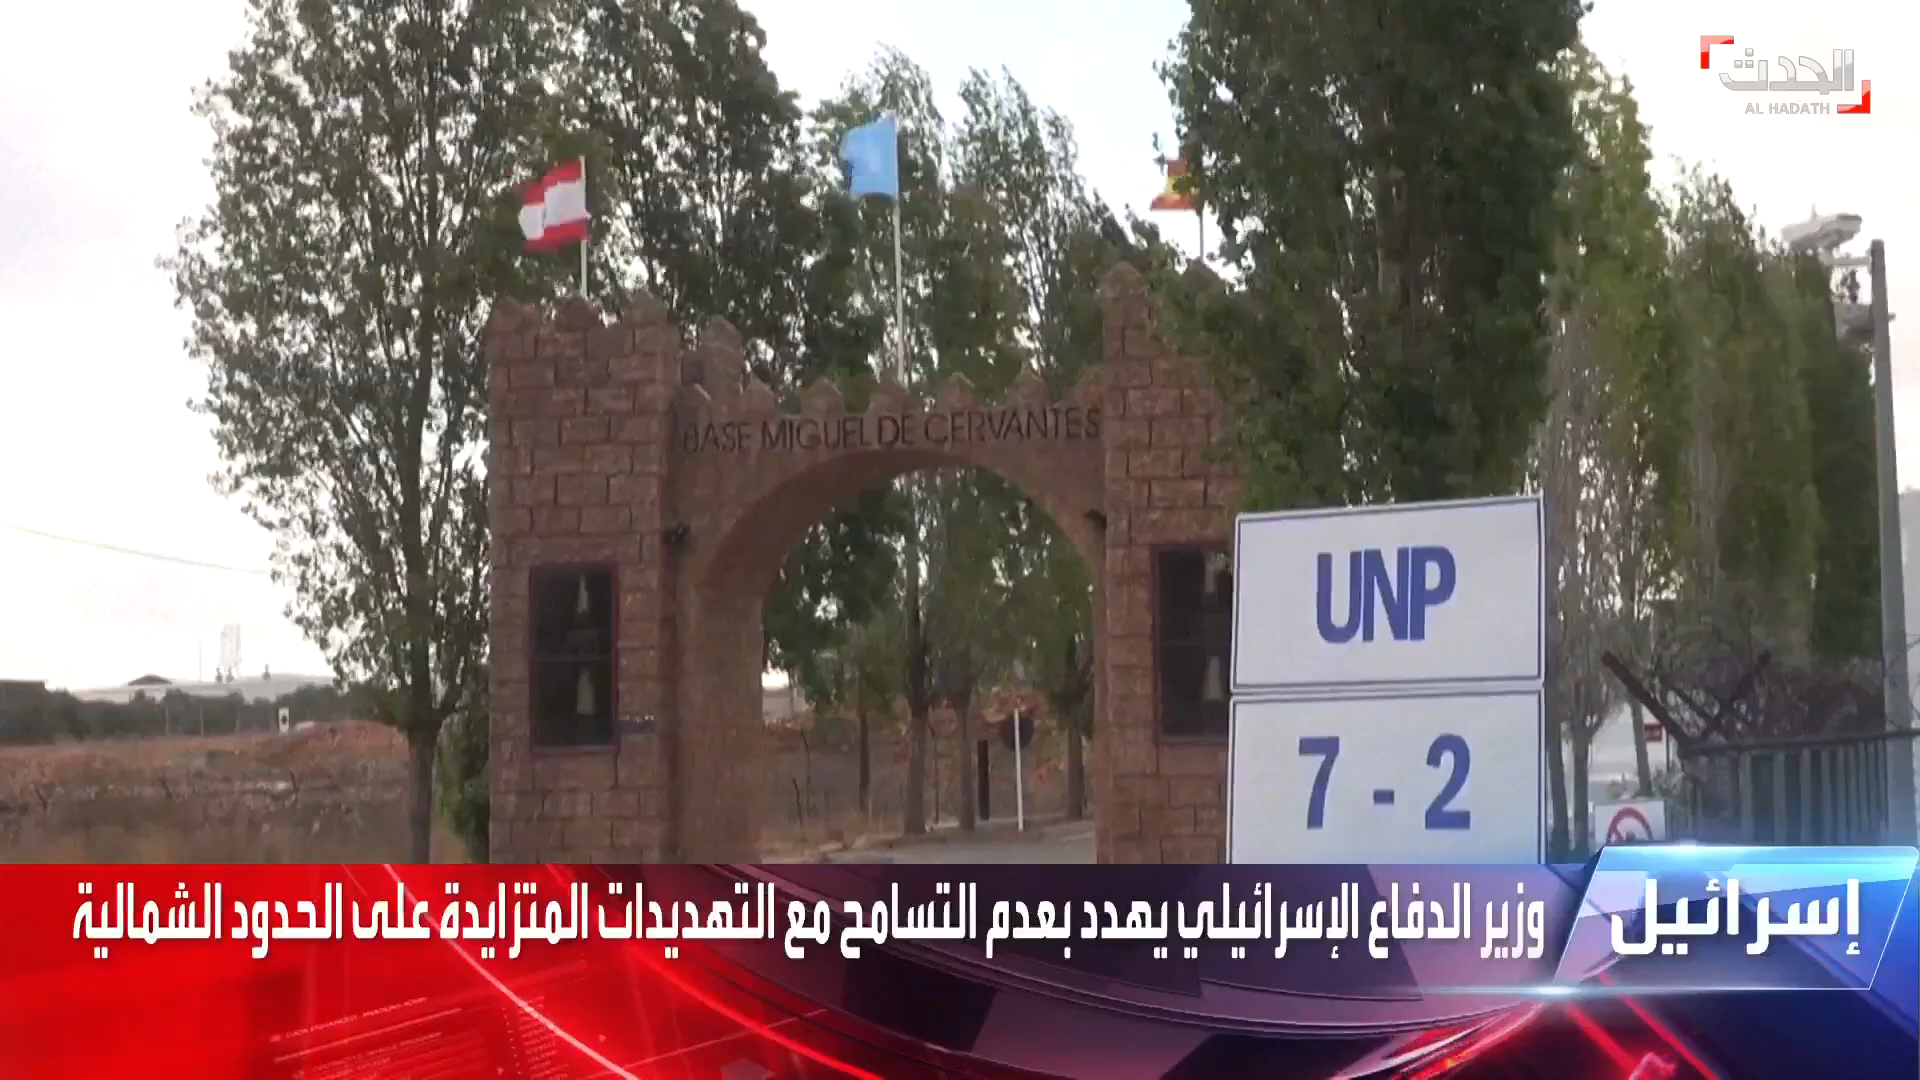 الحدث
AL HADATH
BASE MIGUEL DE CERVANTES
UNP
7 - 2
إسرائيل
وزير الدفاع الإسرائيلي يهدد بعدم التسامح مع التهديدات المتزايدة على الحدود الشمالية